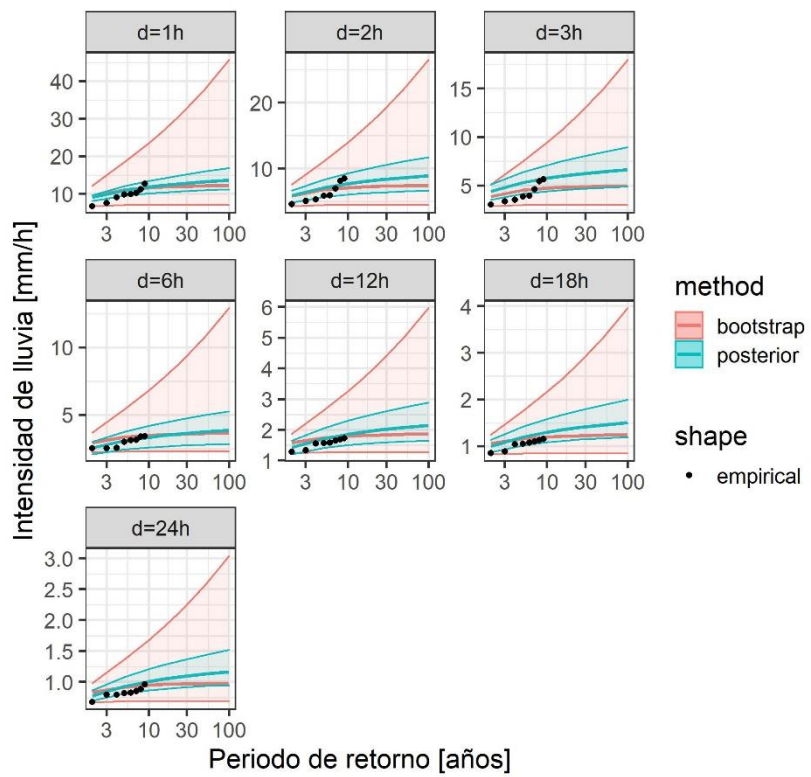 d=1h
d=2h
d=3h
40
30
20
10
20
10
15
10
5
3 10 30 100
3 10 30 100
3 10 30 100
d=6h
d=12h
d=18h
10
5
6
5
4
3
2
1
4
3
2
1
3 10 30 100
3 10 30 100
3 10 30 100
d=24h
3.0
2.5
2.0
1.5
1.0
3 10 30 100
Intensidad de lluvia [mm/h]
Periodo de retorno [años]
method
bootstrap
posterior
shape
empirical